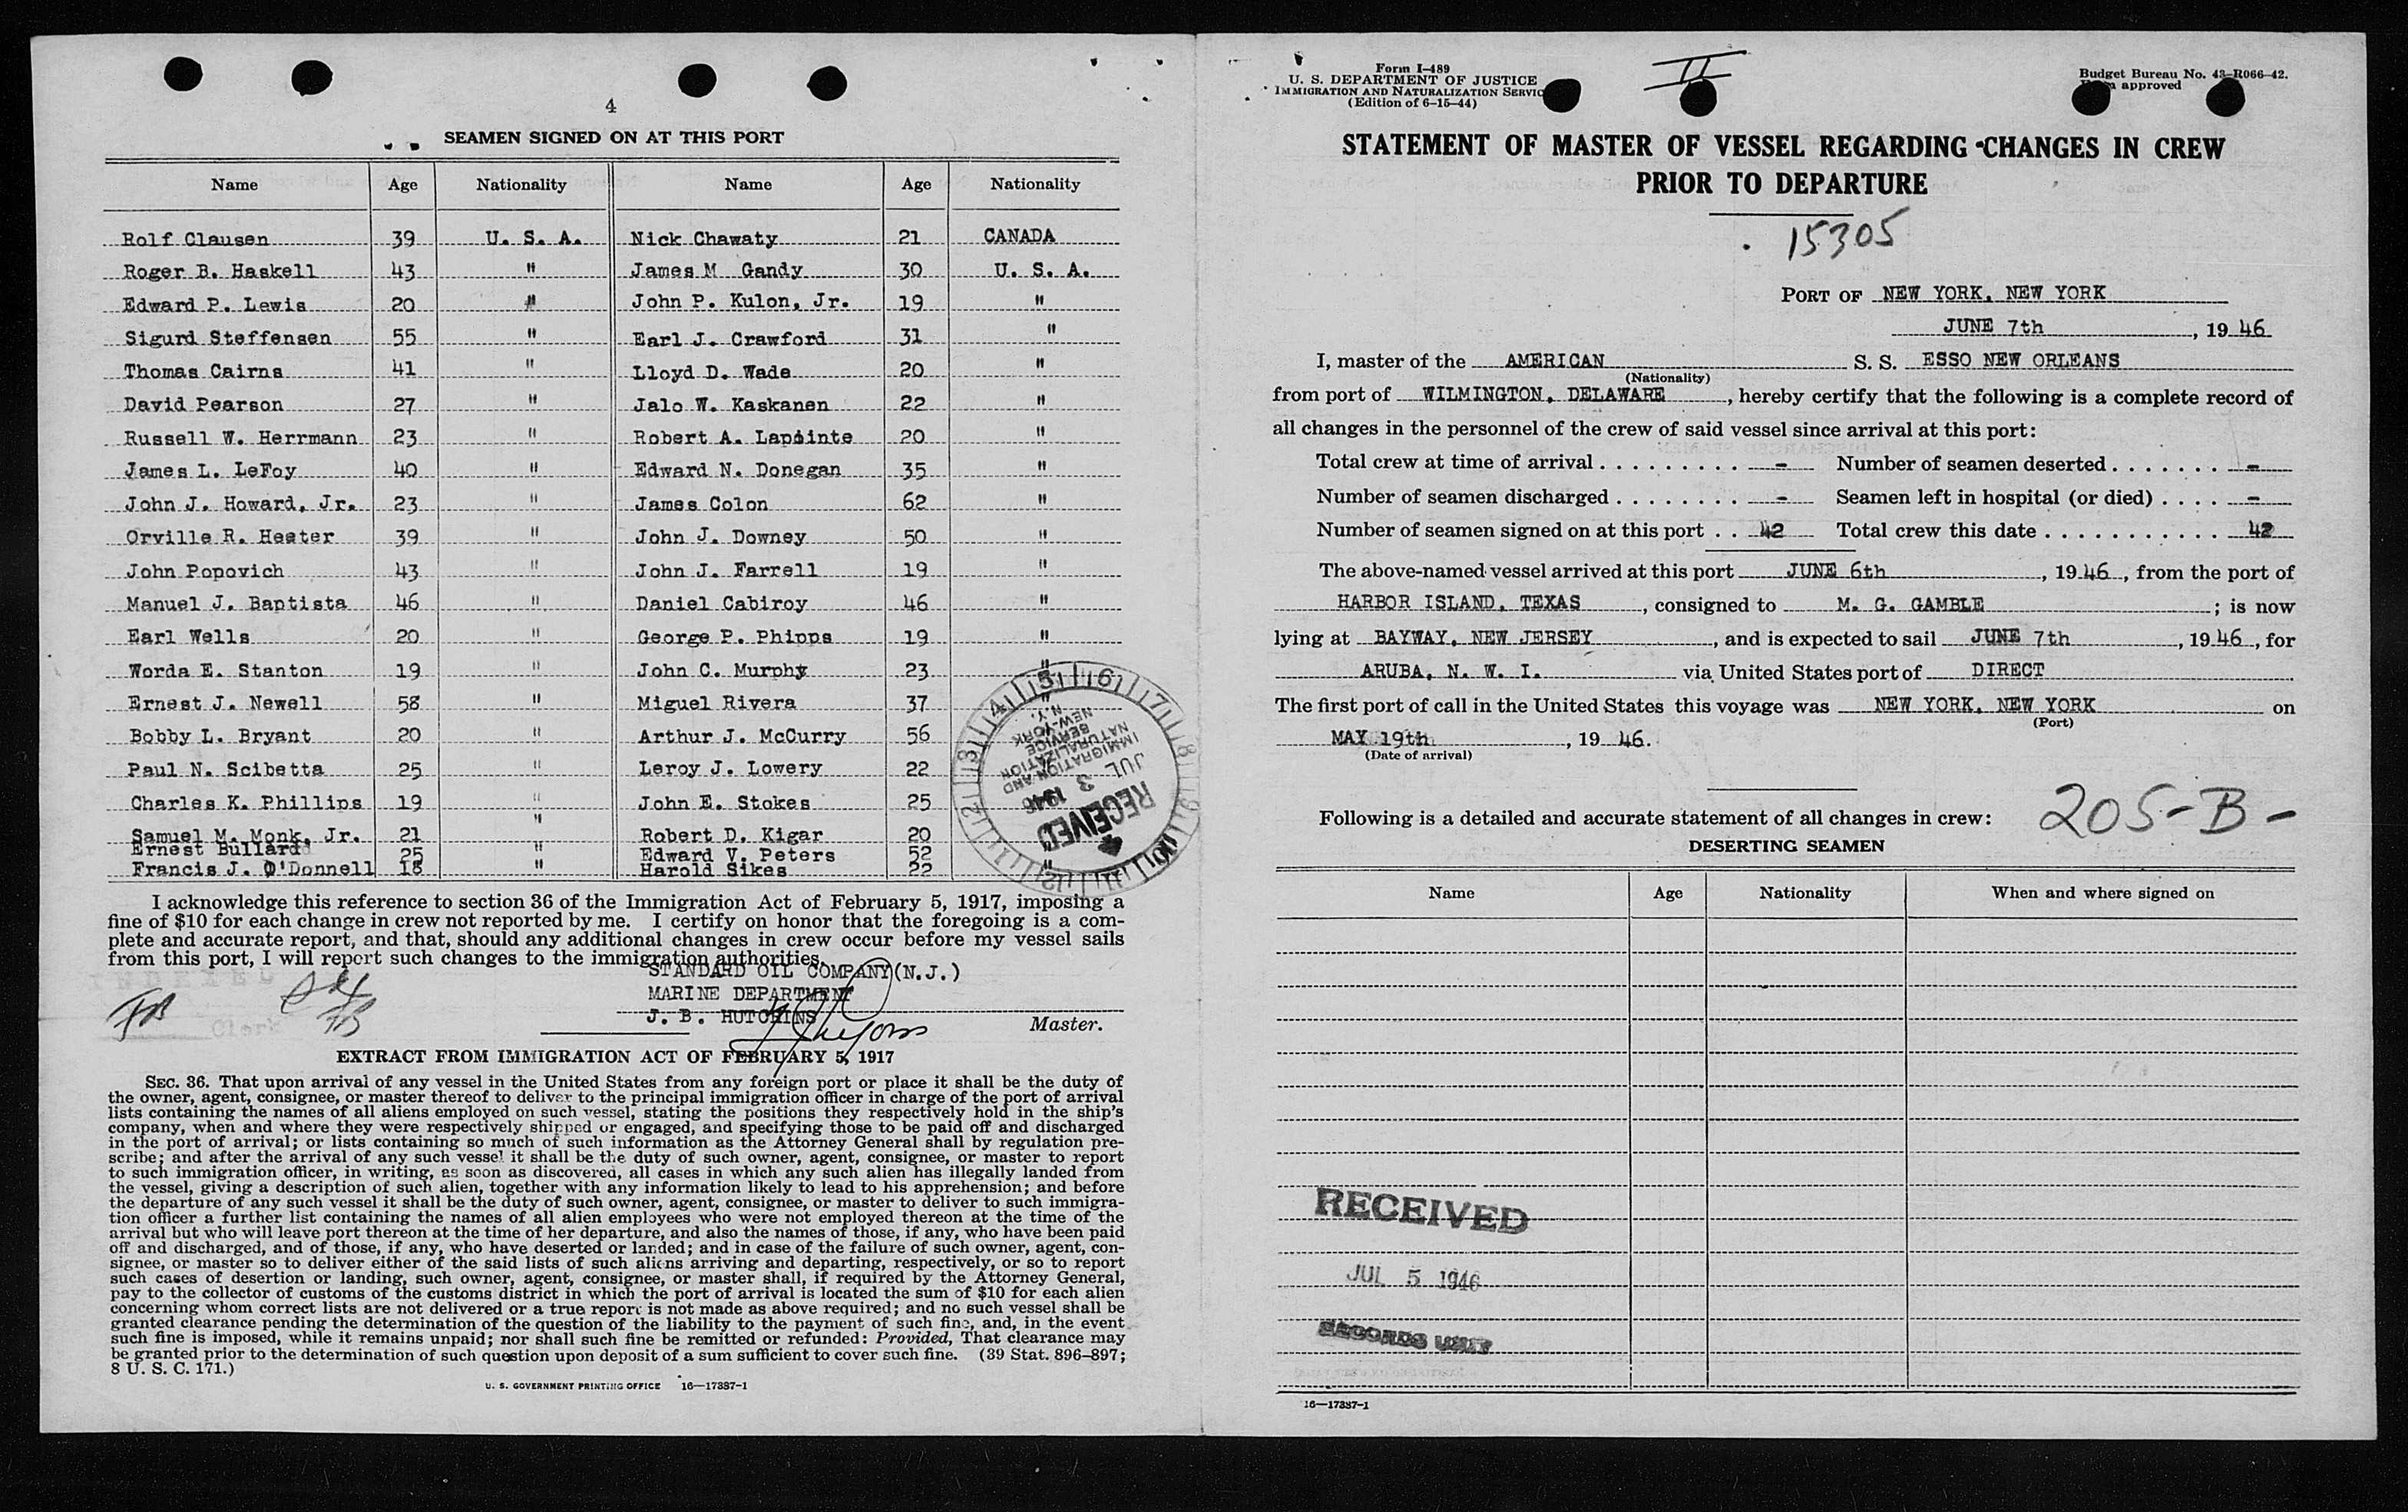 4
SEAMEN SIGNED ON AT THIS PORT
Name Age Nationality Name Age Nationality
Rolf Clausen 39 U. S. A. Nick Chawaty 21 CANADA
Roger B. Haskell 43 " James M Gandy 30 U. S. A.
Edward P. Lewis 20 " John P. Kulon, Jr. 19 "
Sigurd Steffensen 55 " Earl J. Crawford 31 "
Thomas Cairns 41 " Lloyd D. Wade 20 "
David Pearson 27 " Jalo W. Kaskanen 22 "
Russell W. Herrmann 23 " Robert A. Lapointe 20 "
James L. LeFoy 40 " Edward N. Donegan 35 "
John J. Howard, Jr. 23 " James Colon 62 "
Orville R. Heater 39 " John J. Downey 50 "
John Popovich 43 " John J. Farrell 19 "
Manuel J. Baptista 46 " Daniel Cabiroy 46 "
Earl Wells 20 " George P. Phipps 19 "
Worda E. Stanton 19 " John C. Murphy 23 "
Ernest J. Newell 58 " Miguel Rivera 37 "
Bobby L. Bryant 20 " Arthur J. McCurry 56
Paul N. Scibetta 25 " Leroy J. Lowery 22
Charles K. Phillips 19 " John E. Stokes 25
Samuel M. Monk, Jr. 21 " Robert D. Kigar 20
Ernest Bullard 25 " Edward V. Peters 52
Francis J. O'Donnell 18 " Harold Sikes 22 "
IMMIGRATION AND
NATURALIZATION
SERVICE
NEW YORK
N.Y.
JUL 3 1946
RECEIVED
I acknowledge this reference to section 36 of the Immigration Act of February 5, 1917, imposing a
fine of $10 for each change in crew not reported by me. I certify on honor that the foregoing is a com-
plete and accurate report, and that, should any additional changes in crew occur before my vessel sails
from this port, I will report such changes to the immigration authorities.
STANDARD OIL COMPANY(N.J.)
MARINE DEPARTMENT
J. B. HUTCHINS
Master.
Clerk
EXTRACT FROM IMMIGRATION ACT OF FEBRUARY 5, 1917
SEC. 36. That upon arrival of any vessel in the United States from any foreign port or place it shall be the duty of
the owner, agent, consignee, or master thereof to deliver to the principal immigration officer in charge of the port of arrival
lists containing the names of all aliens employed on such vessel, stating the positions they respectively hold in the ship's
company, when and where they were respectively shipped or engaged, and specifying those to be paid off and discharged
in the port of arrival; or lists containing so much of such information as the Attorney General shall by regulation pre-
scribe; and after the arrival of any such vessel it shall be the duty of such owner, agent, consignee, or master to report
to such immigration officer, in writing, as soon as discovered, all cases in which any such alien has illegally landed from
the vessel, giving a description of such alien, together with any information likely to lead to his apprehension; and before
the departure of any such vessel it shall be the duty of such owner, agent, consignee, or master to deliver to such immigra-
tion officer a further list containing the names of all alien employees who were not employed thereon at the time of the
arrival but who will leave port thereon at the time of her departure, and also the names of those, if any, who have been paid
off and discharged, and of those, if any, who have deserted or landed; and in case of the failure of such owner, agent, con-
signee, or master so to deliver either of the said lists of such aliens arriving and departing, respectively, or so to report
such cases of desertion or landing, such owner, agent, consignee, or master shall, if required by the Attorney General,
pay to the collector of customs of the customs district in which the port of arrival is located the sum of $10 for each alien
concerning whom correct lists are not delivered or a true report is not made as above required; and no such vessel shall be
granted clearance pending the determination of the question of the liability to the payment of such fine, and, in the event
such fine is imposed, while it remains unpaid; nor shall such fine be remitted or refunded: Provided, That clearance may
be granted prior to the determination of such question upon deposit of a sum sufficient to cover such fine. (39 Stat. 896–897;
8 U. S. C. 171.)
U. S. GOVERNMENT PRINTING OFFICE 16—17387-1
Form I-489
U. S. DEPARTMENT OF JUSTICE
IMMIGRATION AND NATURALIZATION SERVIC
(Edition of 6-15-44)
II
Budget Bureau No. 43-R066-42.
approved
STATEMENT OF MASTER OF VESSEL REGARDING CHANGES IN CREW
PRIOR TO DEPARTURE
15305
PORT OF NEW YORK, NEW YORK
JUNE 7th, 19 46
I, master of the AMERICAN S. S. ESSO NEW ORLEANS
(Nationality)
from port of WILMINGTON, DELAWARE, hereby certify that the following is a complete record of
all changes in the personnel of the crew of said vessel since arrival at this port:
Total crew at time of arrival . . . . . . . . . - Number of seamen deserted . . . . . . . -
Number of seamen discharged . . . . . . . . - Seamen left in hospital (or died) . . . . -
Number of seamen signed on at this port . . 42 Total crew this date . . . . . . . . . . . 42
The above-named vessel arrived at this port JUNE 6th, 19 46, from the port of
HARBOR ISLAND, TEXAS, consigned to M. G. GAMBLE; is now
lying at BAYWAY, NEW JERSEY, and is expected to sail JUNE 7th, 19 46, for
ARUBA, N. W. I. via United States port of DIRECT
The first port of call in the United States this voyage was NEW YORK, NEW YORK on
(Port)
MAY 19th, 19 46.
(Date of arrival)
Following is a detailed and accurate statement of all changes in crew: 205-B-
DESERTING SEAMEN
Name Age Nationality When and where signed on
RECEIVED
JUL 5 1946
RECORDS UNIT
16—17387-1